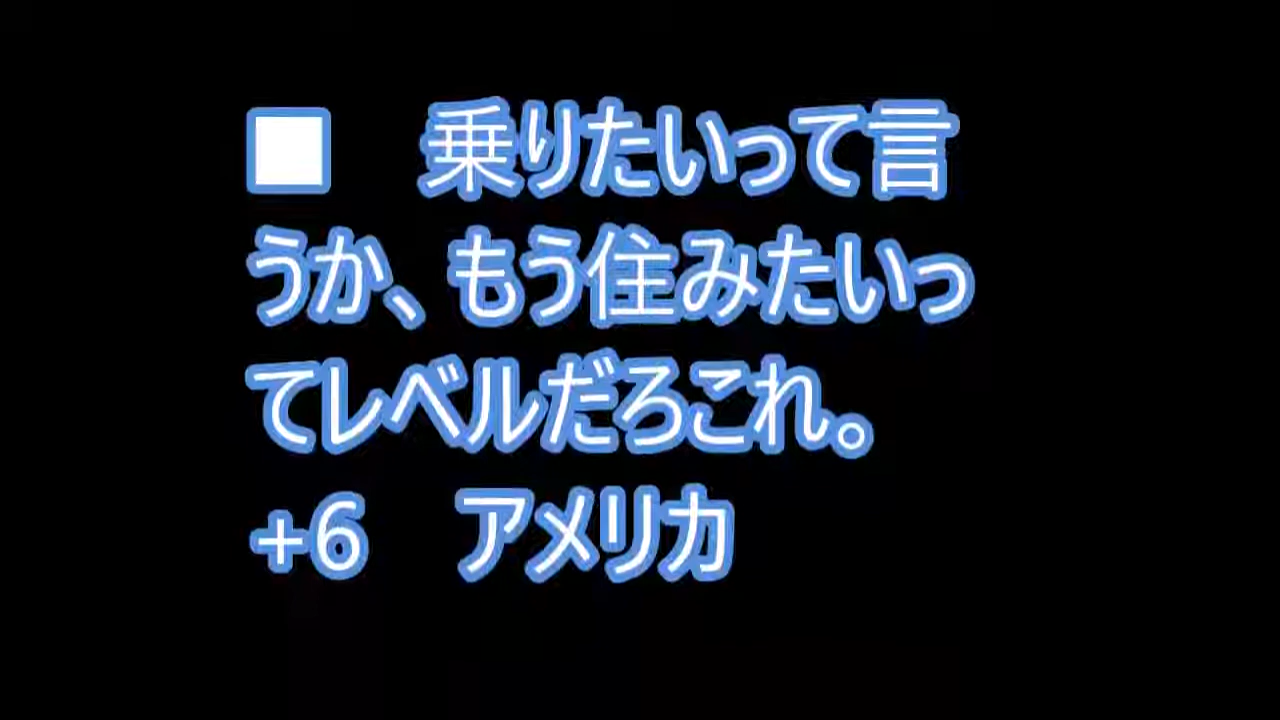 ■　乗りたいって言
うか、もう住みたいっ
てレベルだろこれ。
+6　アメリカ